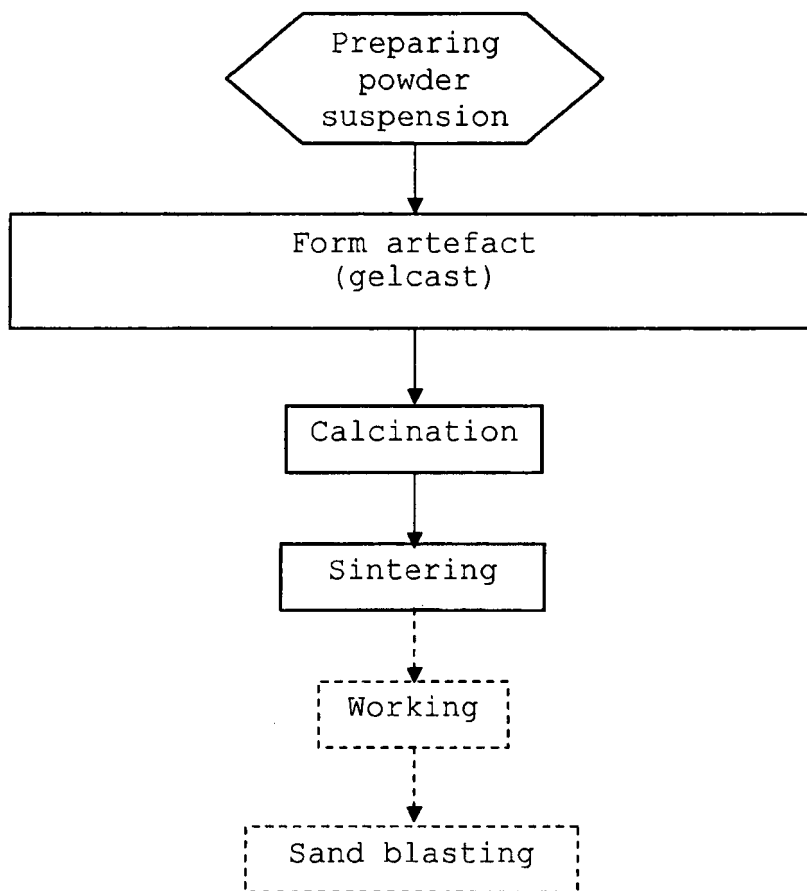 Preparing
powder
suspension
Form artefact
(gelcast)
Calcination
Sintering
Working
Sand blasting